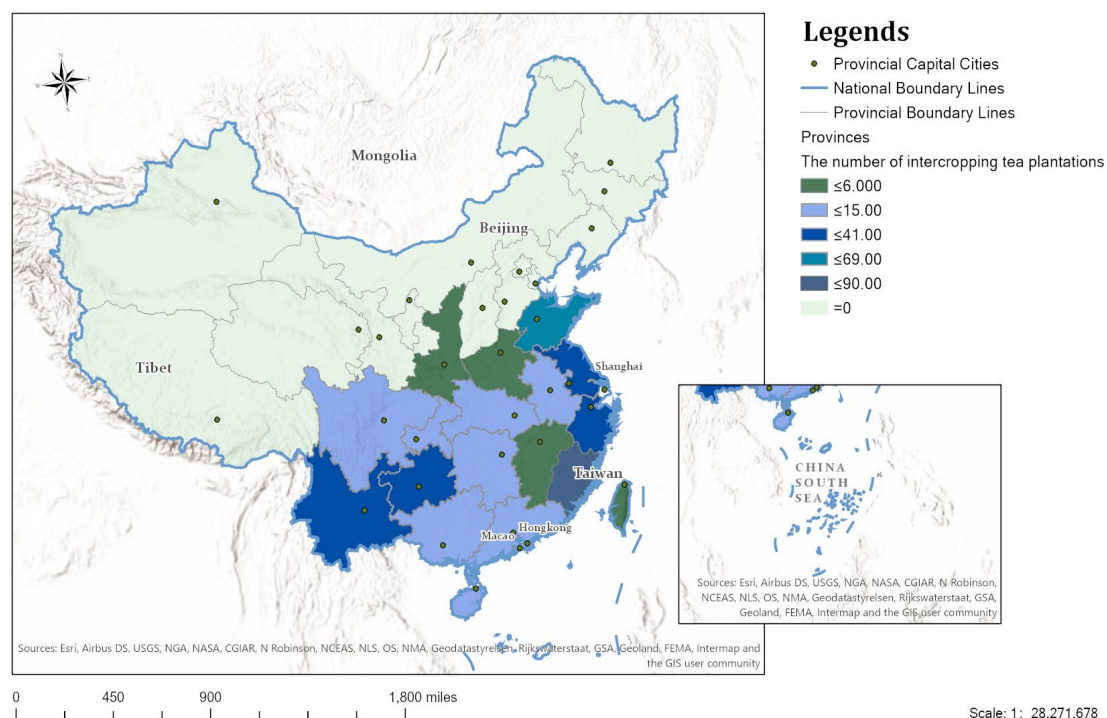 Legends
Provincial Capital Cities
National Boundary Lines
Provincial Boundary Lines
Provinces
The number of intercropping tea plantations
≤6.000
≤15.00
≤41.00
≤69.00
≤90.00
=0
N
E
S
W
Mongolia
Beijing
Tibet
Shanghai
Taiwan
Hongkong
Macao
Sources: Esri, Airbus DS, USGS, NGA, NASA, CGIAR, N Robinson, NCEAS, NLS, OS, NMA, Geodatastyrelsen, Rijkswaterstaat, GSA, Geoland, FEMA, Intermap and
the GIS user community
CHINA
SOUTH
SEA
Sources: Esri, Airbus DS, USGS, NGA, NASA, CGIAR, N Robinson,
NCEAS, NLS, OS, NMA, Geodatastyrelsen, Rijkswaterstaat, GSA,
Geoland, FEMA, Intermap and the GIS user community
0 450 900 1,800 miles
Scale: 1: 28.271.678